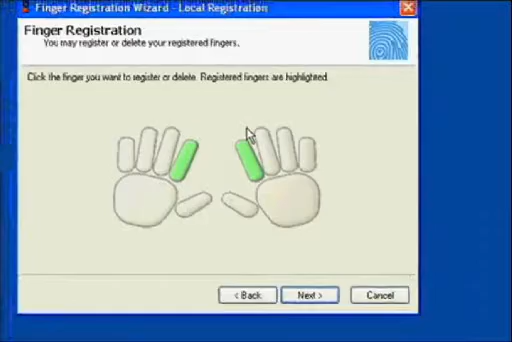 Finger Registration Wizard - Local Registration
Finger Registration
You may register or delete your registered fingers.
Click the finger you want to register or delete. Registered fingers are highlighted.
< Back
Next >
Cancel